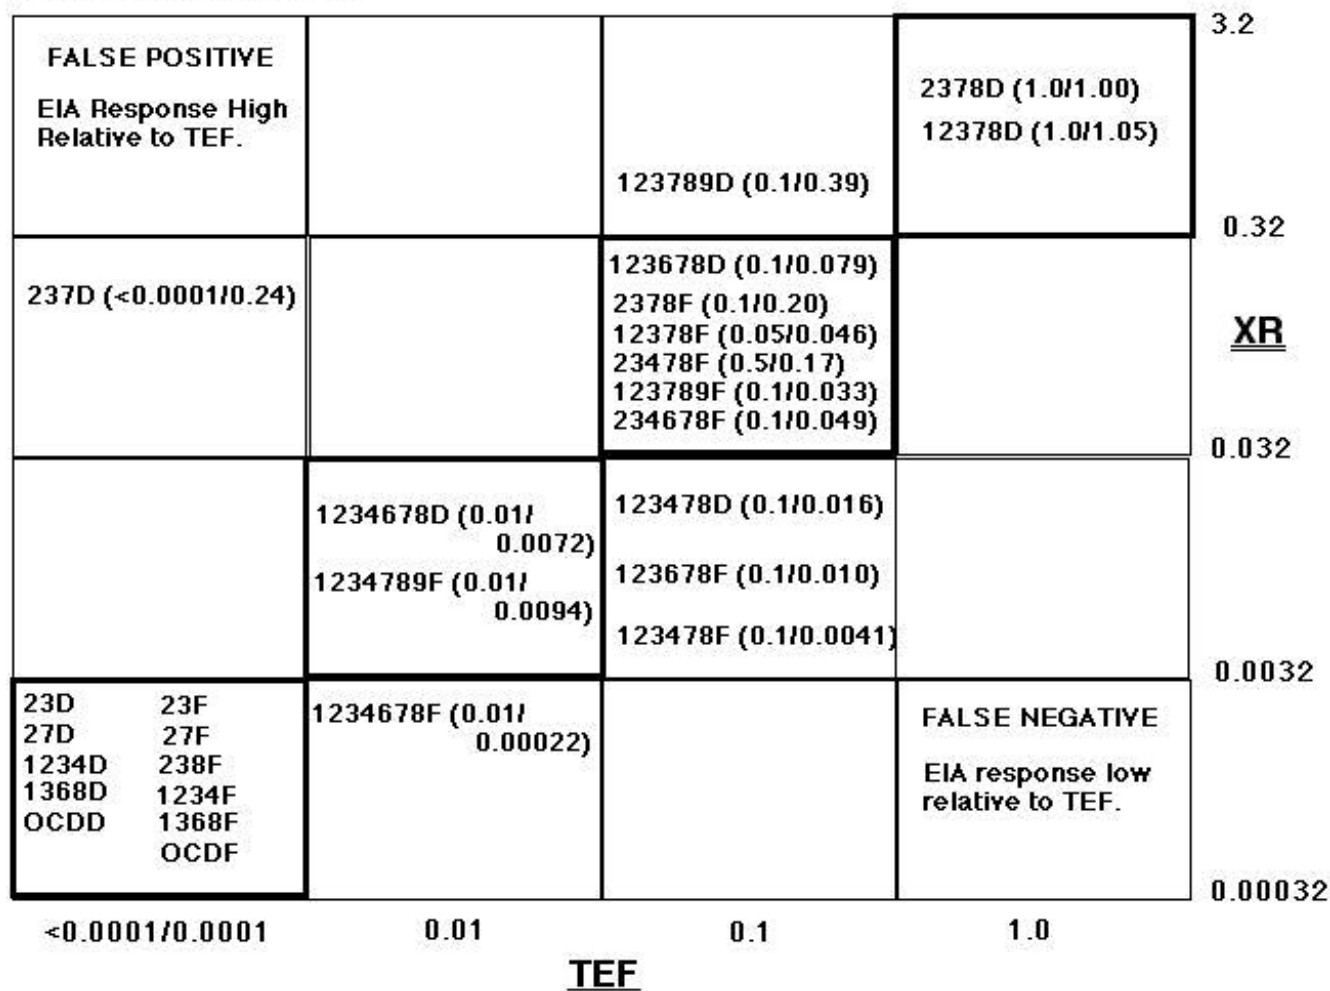 3.2
FALSE POSITIVE
EIA Response High
Relative to TEF.
2378D (1.0/1.00)
12378D (1.0/1.05)
123789D (0.1/0.39)
0.32
237D (<0.0001/0.24)
123678D (0.1/0.079)
2378F (0.1/0.20)
12378F (0.05/0.046)
23478F (0.5/0.17)
123789F (0.1/0.033)
234678F (0.1/0.049)
XR
0.032
1234678D (0.01/
0.0072)
1234789F (0.01/
0.0094)
123478D (0.1/0.016)
123678F (0.1/0.010)
123478F (0.1/0.0041)
0.0032
23D 23F
27D 27F
1234D 238F
1368D 1234F
OCDD 1368F
OCDF
1234678F (0.01/
0.00022)
FALSE NEGATIVE
EIA response low
relative to TEF.
0.00032
<0.0001/0.0001 0.01 0.1 1.0
TEF